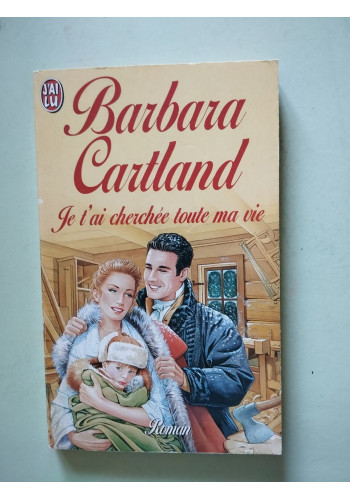 J'AI
LU
Barbara
Cartland
Je t'ai cherchée toute ma vie
Roman